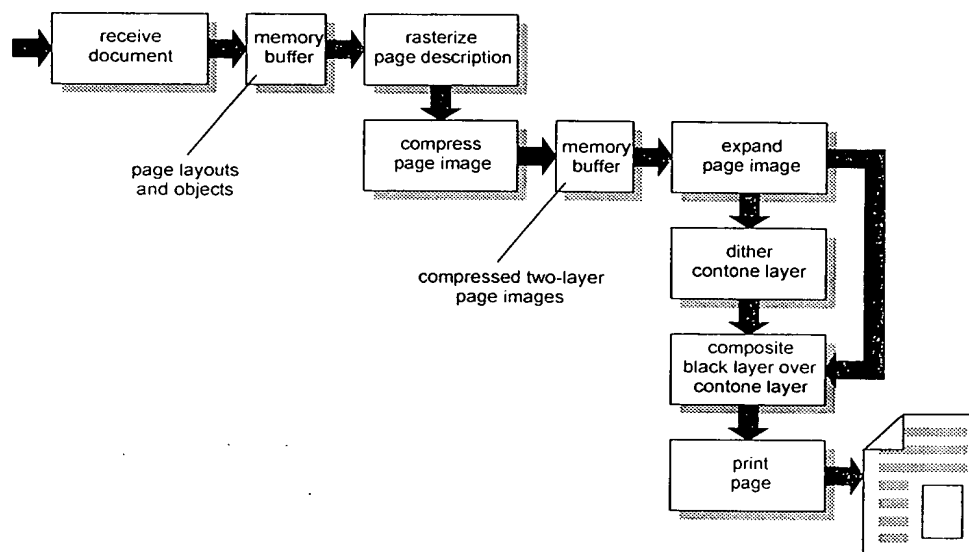 receive
document
memory
buffer
rasterize
page description
page layouts
and objects
compress
page image
memory
buffer
expand
page image
compressed two-layer
page images
dither
contone layer
composite
black layer over
contone layer
print
page